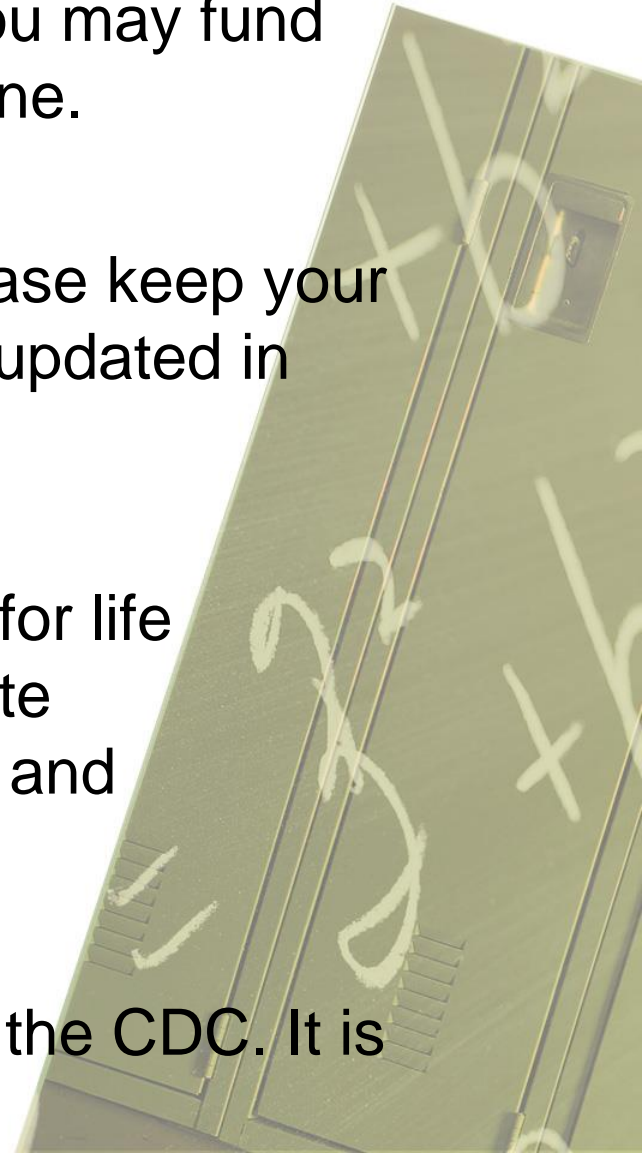 ou may fund
ne.
ase keep your
updated in
for life
te
and
the CDC. It is